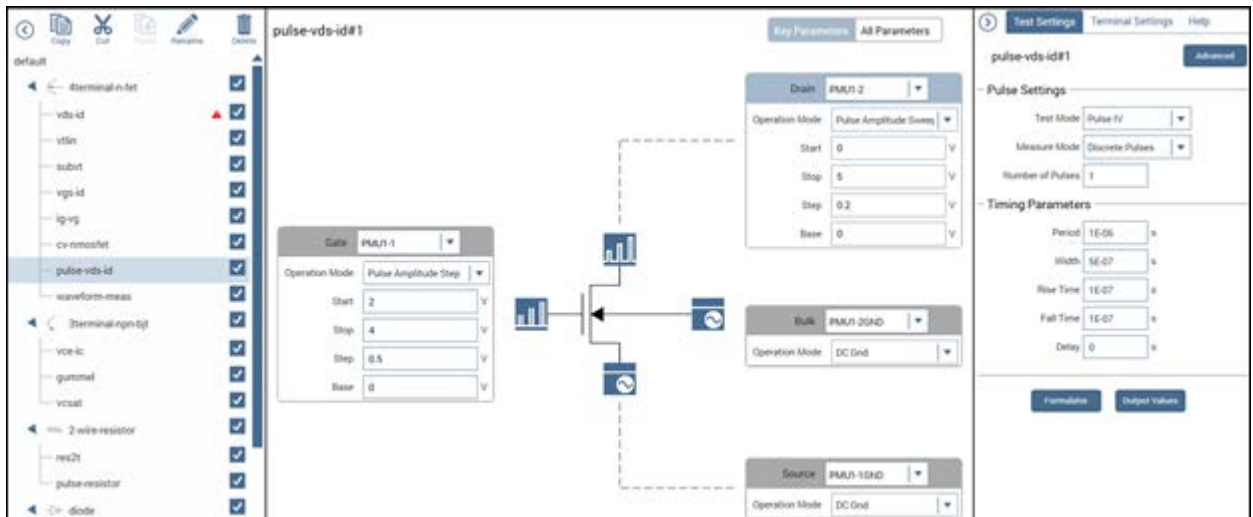 Copy Cut Paste Rename Delete
default
4terminal-n-fet
vds-id
vtlin
subvt
vgs-id
ig-vg
cv-nmosfet
pulse-vds-id
waveform-meas
3terminal-npn-bjt
vce-ic
gummel
vcsat
2-wire-resistor
res2t
pulse-resistor
diode
pulse-vds-id#1
Key Parameters All Parameters
Gate PMU1-1
Operation Mode Pulse Amplitude Step
Start 2 V
Stop 4 V
Step 0.5 V
Base 0 V
Drain PMU1-2
Operation Mode Pulse Amplitude Sweep
Start 0 V
Stop 5 V
Step 0.2 V
Base 0 V
Bulk PMU1-2GND
Operation Mode DC Gnd
Source PMU1-1GND
Operation Mode DC Gnd
Test Settings Terminal Settings Help
pulse-vds-id#1 Advanced
Pulse Settings
Test Mode Pulse IV
Measure Mode Discrete Pulses
Number of Pulses 1
Timing Parameters
Period 1E-06 s
Width 5E-07 s
Rise Time 1E-07 s
Fall Time 1E-07 s
Delay 0 s
Formulator Output Values